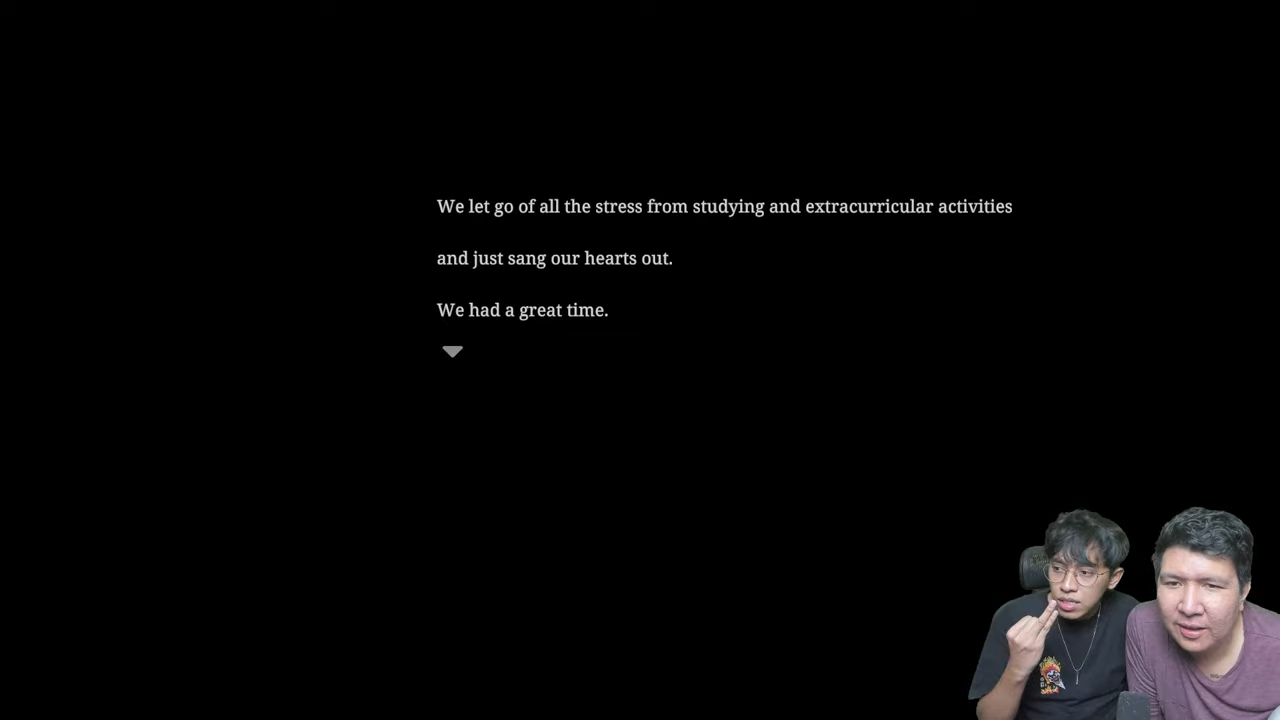 We let go of all the stress from studying and extracurricular activities
and just sang our hearts out.
We had a great time.